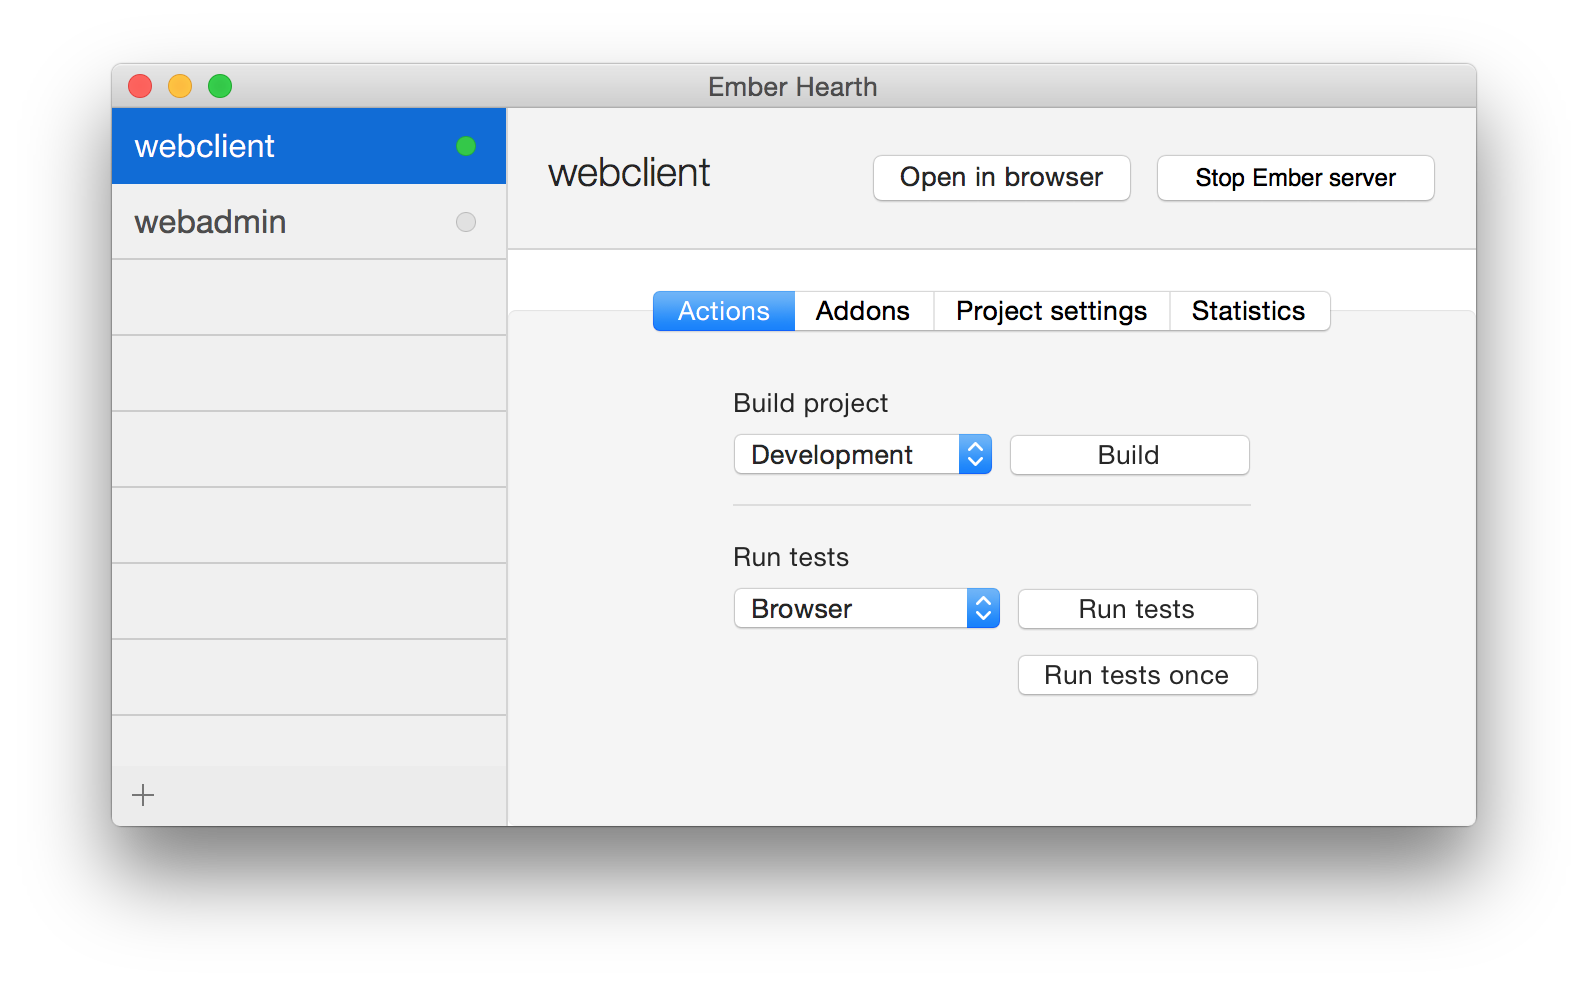 Ember Hearth
webclient
webadmin
webclient
Open in browser
Stop Ember server
Actions
Addons
Project settings
Statistics
Build project
Development
Build
Run tests
Browser
Run tests
Run tests once